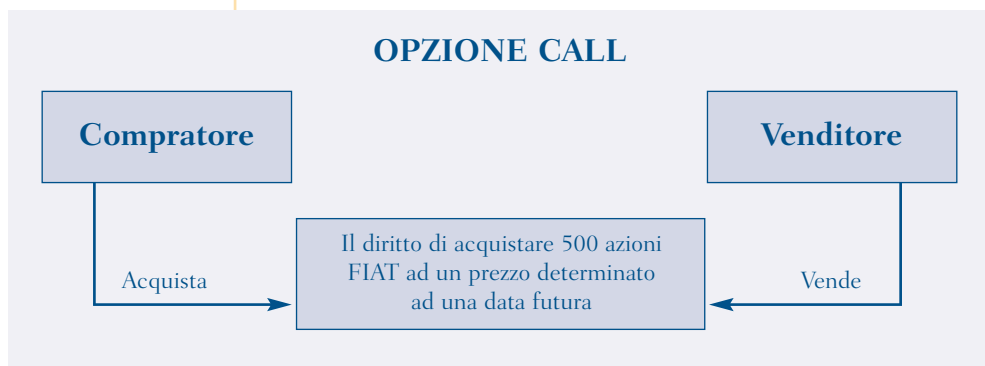 OPZIONE CALL
Compratore
Venditore
Il diritto di acquistare 500 azioni
FIAT ad un prezzo determinato
ad una data futura
Acquista
Vende